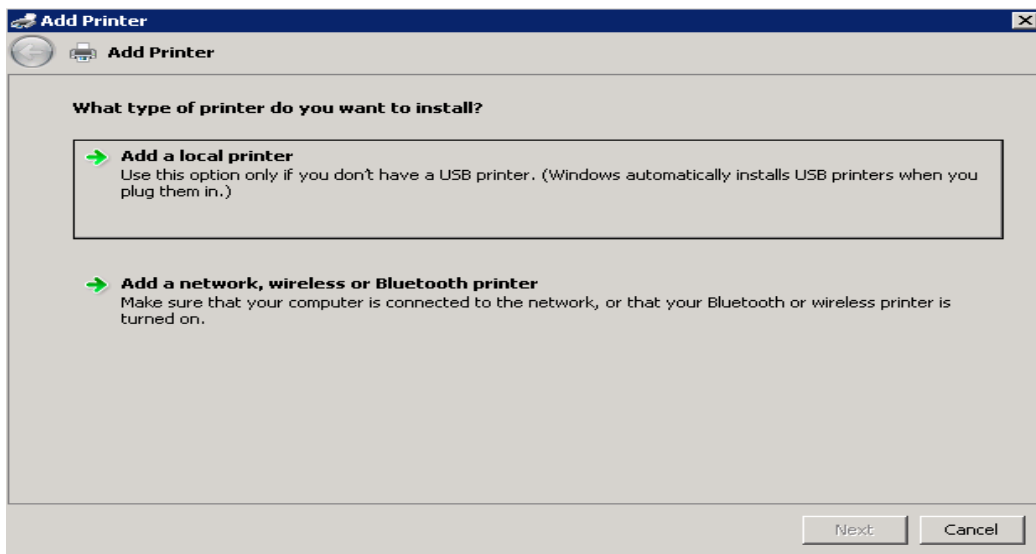 Add Printer
Add Printer
What type of printer do you want to install?
Add a local printer
Use this option only if you don't have a USB printer. (Windows automatically installs USB printers when you
plug them in.)
Add a network, wireless or Bluetooth printer
Make sure that your computer is connected to the network, or that your Bluetooth or wireless printer is
turned on.
Next
Cancel